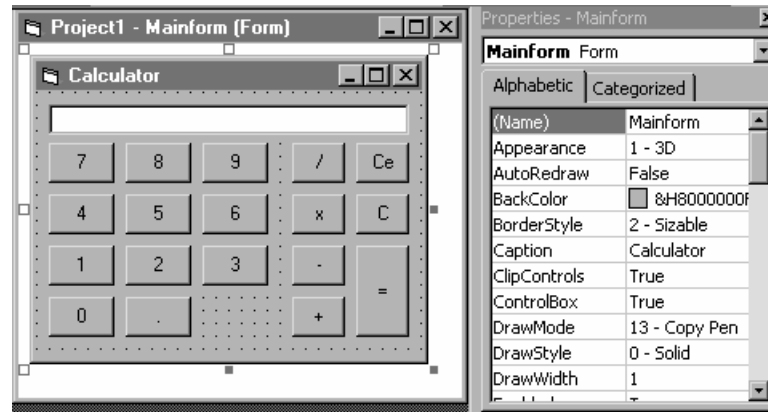 Project1 - Mainform (Form)
Calculator
7 8 9 / Ce
4 5 6 x C
1 2 3 - =
0 . +
Properties - Mainform
Mainform Form
Alphabetic Categorized
(Name) Mainform
Appearance 1 - 3D
AutoRedraw False
BackColor &H8000000F
BorderStyle 2 - Sizable
Caption Calculator
ClipControls True
ControlBox True
DrawMode 13 - Copy Pen
DrawStyle 0 - Solid
DrawWidth 1